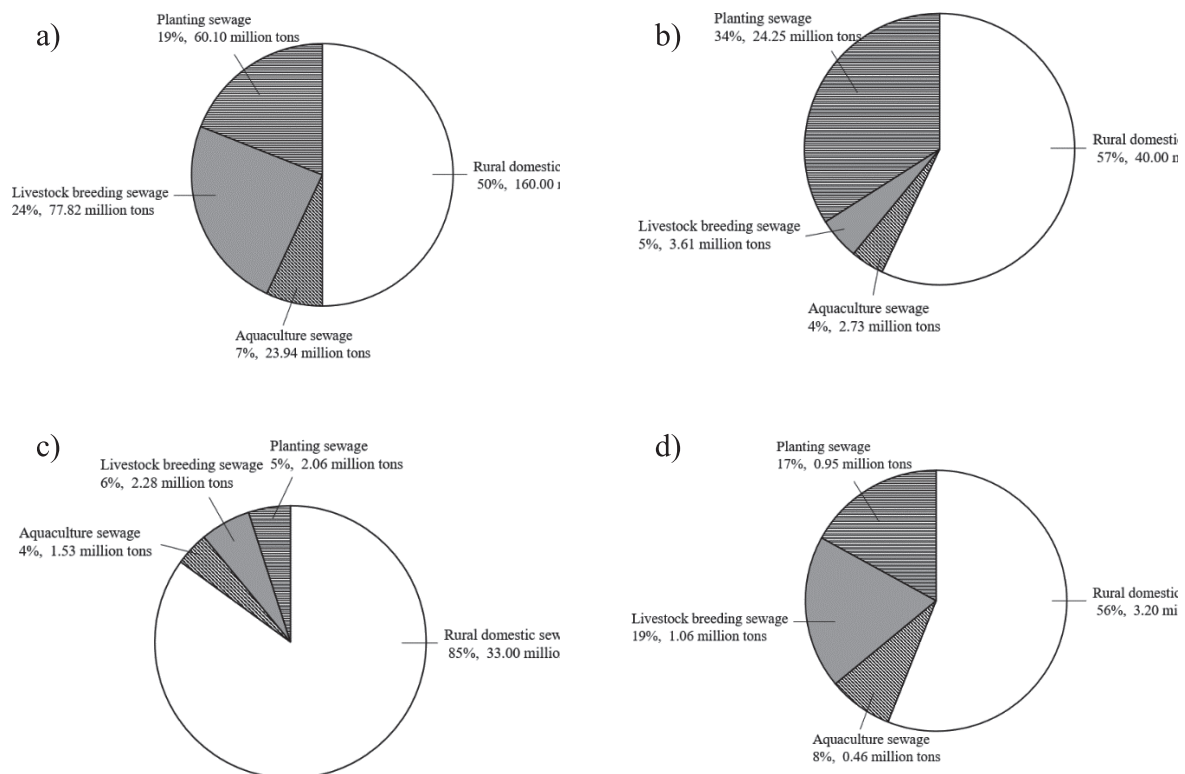 a)
Planting sewage
19%, 60.10 million tons
Rural domestic
50%, 160.00
Livestock breeding sewage
24%, 77.82 million tons
Aquaculture sewage
7%, 23.94 million tons
b)
Planting sewage
34%, 24.25 million tons
Rural domestic
57%, 40.00
Livestock breeding sewage
5%, 3.61 million tons
Aquaculture sewage
4%, 2.73 million tons
c)
Planting sewage
5%, 2.06 million tons
Livestock breeding sewage
6%, 2.28 million tons
Aquaculture sewage
4%, 1.53 million tons
Rural domestic sew
85%, 33.00 millio
d)
Planting sewage
17%, 0.95 million tons
Rural domestic
56%, 3.20 mi
Livestock breeding sewage
19%, 1.06 million tons
Aquaculture sewage
8%, 0.46 million tons